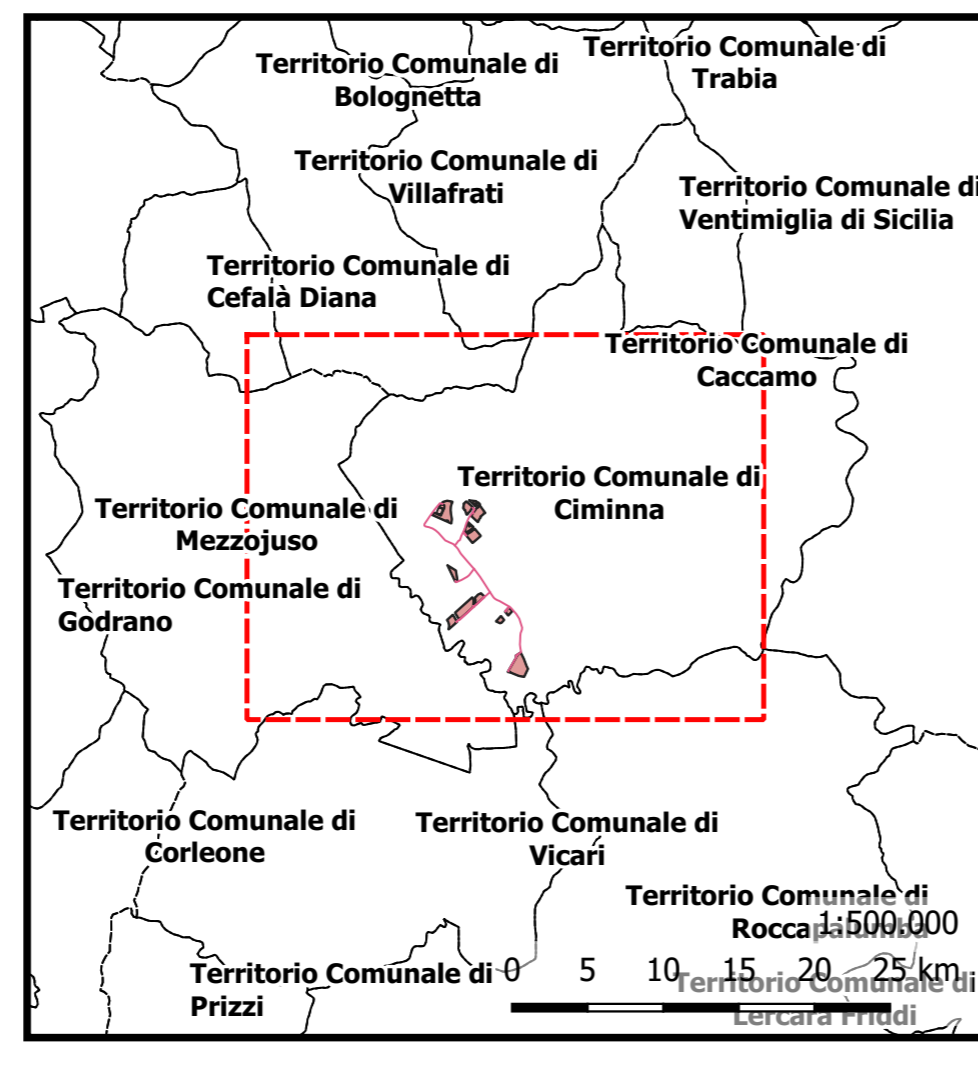 Territorio Comunale di
Trabia
Territorio Comunale di
Bolognetta
Territorio Comunale di
Villafrati
Territorio Comunale di
Ventimiglia di Sicilia
Territorio Comunale di
Cefalà Diana
Territorio Comunale di
Caccamo
Territorio Comunale di
Ciminna
Territorio Comunale di
Mezzojuso
Territorio Comunale di
Godrano
Territorio Comunale di
Corleone
Territorio Comunale di
Vicari
Territorio Comunale di
Roccapalumba
1:500.000
Territorio Comunale di
Prizzi
0 5 10 15 20 25 km
Territorio Comunale di
Lercara Friddi